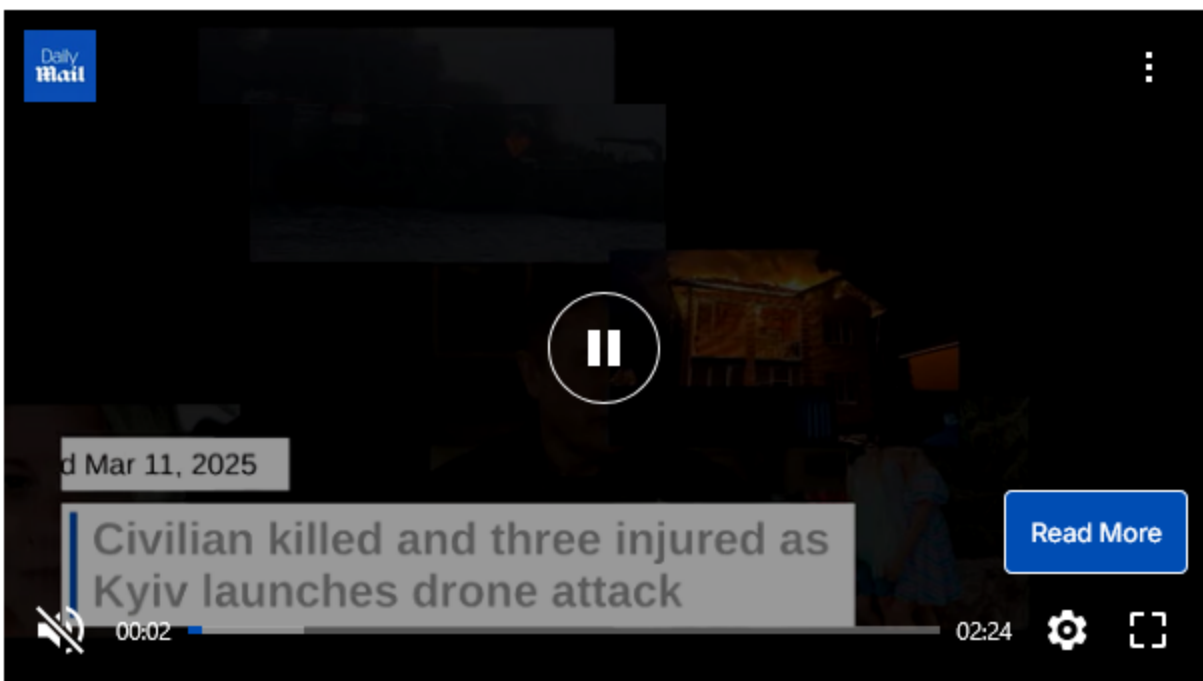 Daily
Mail
d Mar 11, 2025
Civilian killed and three injured as
Kyiv launches drone attack
Read More
00:02
02:24